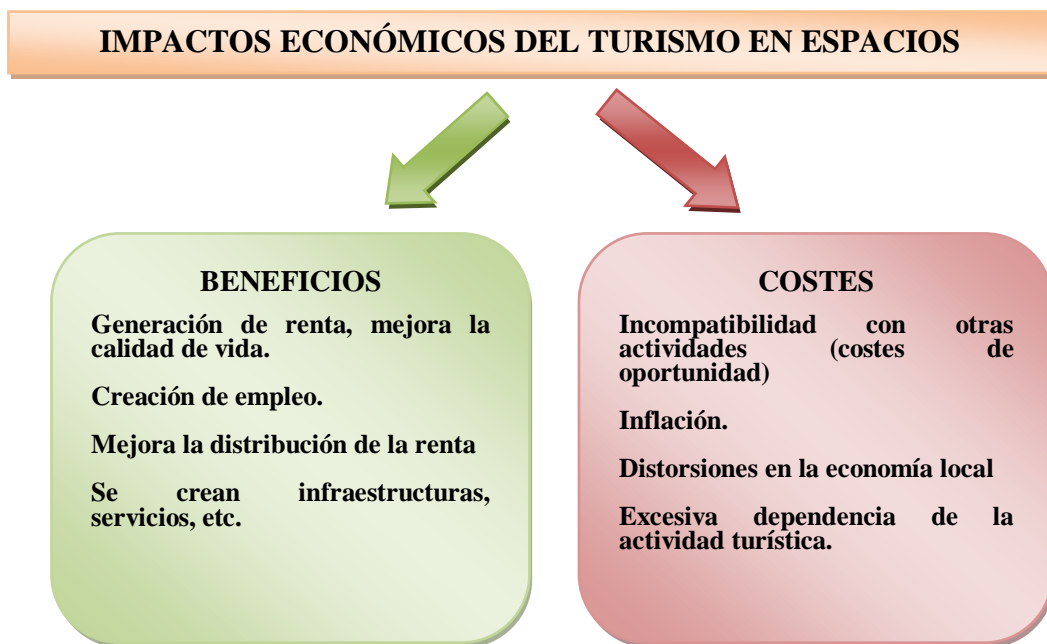 IMPACTOS ECONÓMICOS DEL TURISMO EN ESPACIOS
BENEFICIOS
Generación de renta, mejora la
calidad de vida.
Creación de empleo.
Mejora la distribución de la renta
Se crean infraestructuras,
servicios, etc.
COSTES
Incompatibilidad con otras
actividades (costes de
oportunidad)
Inflación.
Distorsiones en la economía local
Excesiva dependencia de la
actividad turística.